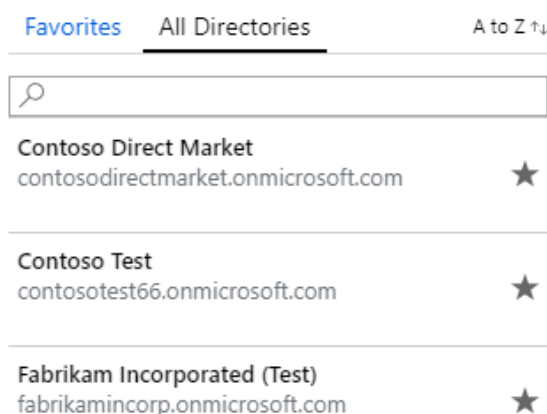 Favorites All Directories A to Z ↑↓
Contoso Direct Market
contosodirectmarket.onmicrosoft.com
Contoso Test
contosotest66.onmicrosoft.com
Fabrikam Incorporated (Test)
fabrikamincorp.onmicrosoft.com